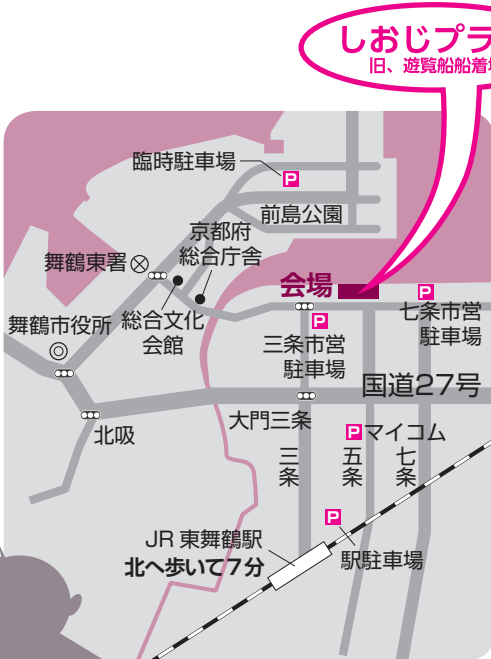 しおじプラ
旧、遊覧船船着場
臨時駐車場
P
前島公園
京都府
総合庁舎
舞鶴東署
会場
P
七条市営
駐車場
舞鶴市役所
総合文化
会館
P
三条市営
駐車場
国道27号
大門三条
北吸
P マイコム
三条
五条
七条
P
JR 東舞鶴駅
北へ歩いて7分
駅駐車場